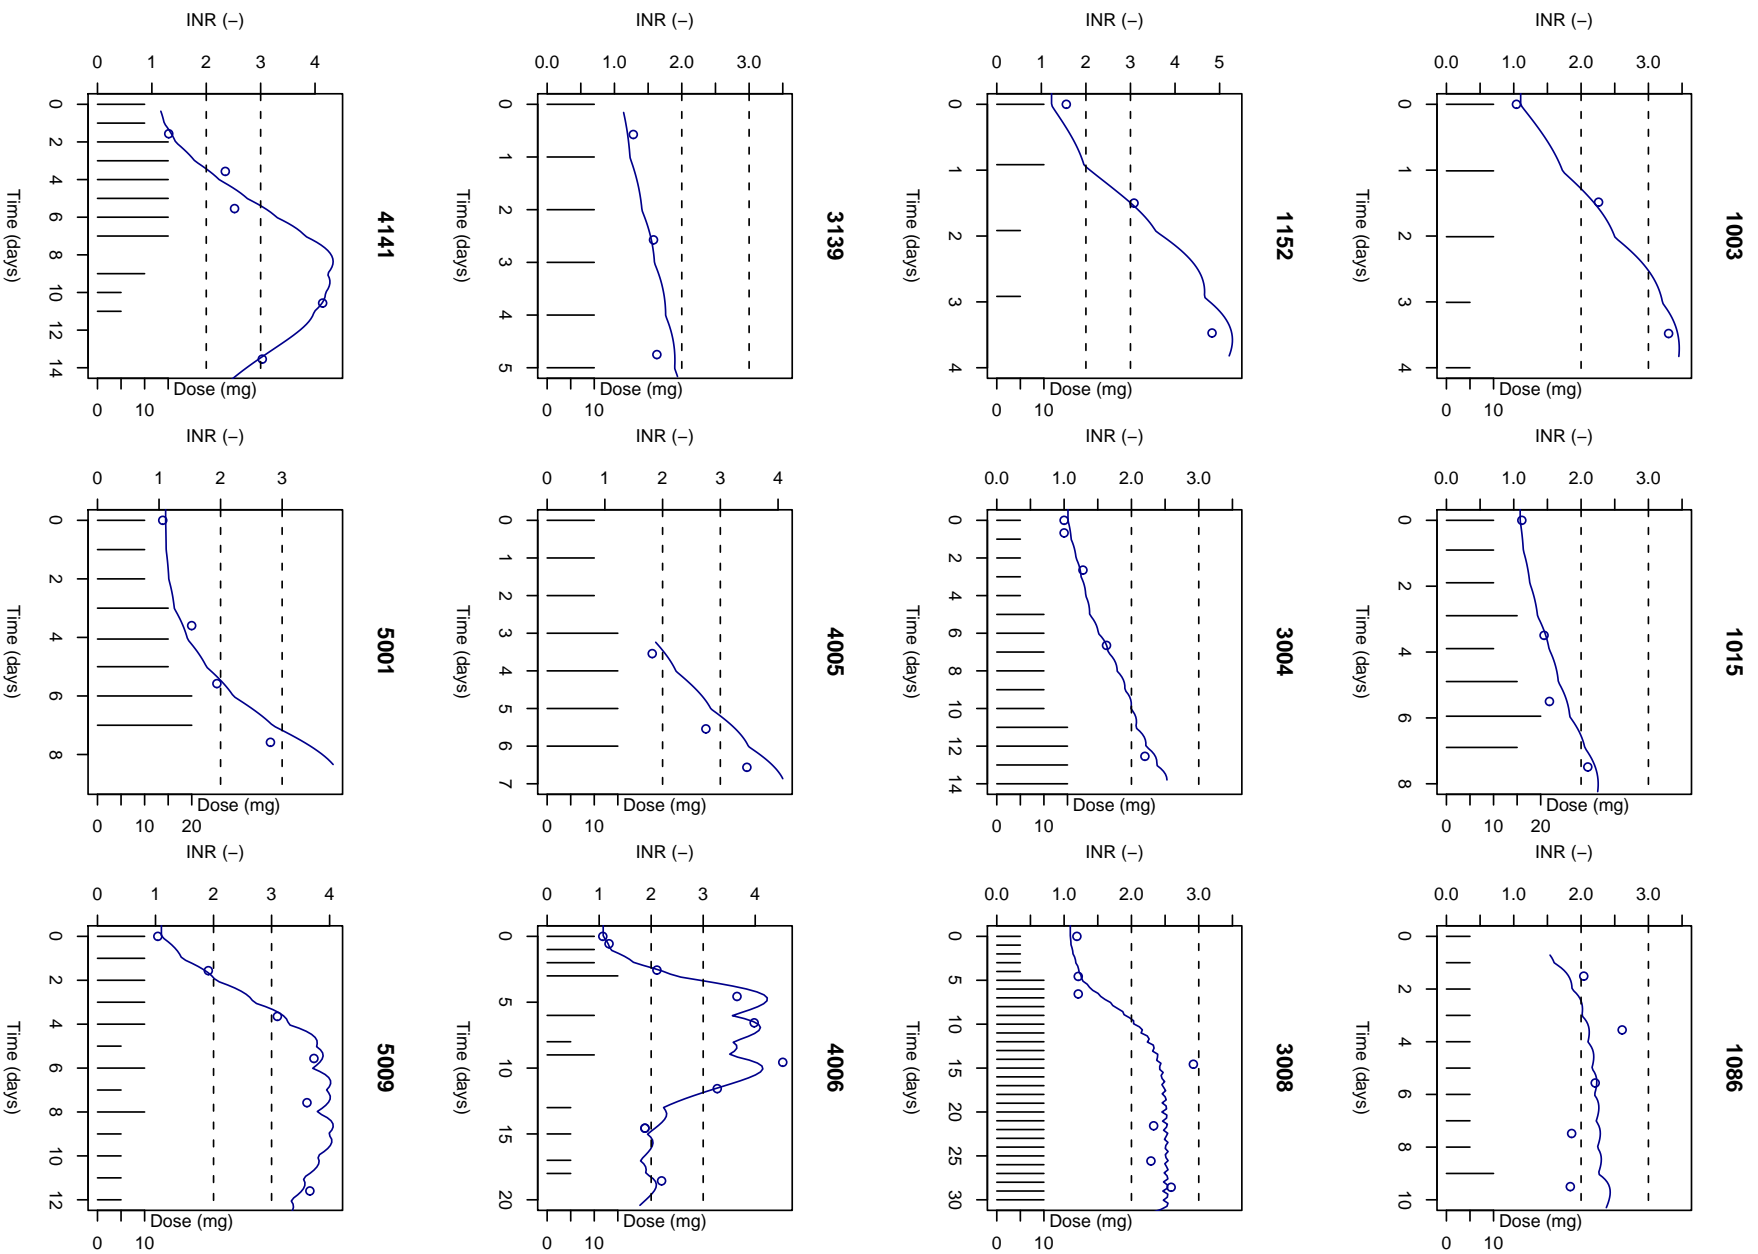 1003
INR (–)
0.0 1.0 2.0 3.0
0 1 2 3 4
Time (days)
Dose (mg)
0 10
1015
INR (–)
0.0 1.0 2.0 3.0
0 2 4 6 8
Time (days)
Dose (mg)
0 10 20
1086
INR (–)
0.0 1.0 2.0 3.0
0 2 4 6 8 10
Time (days)
Dose (mg)
0 10
1152
INR (–)
0 1 2 3 4 5
0 1 2 3 4
Time (days)
Dose (mg)
0 10
3004
INR (–)
0.0 1.0 2.0 3.0
0 2 4 6 8 10 12 14
Time (days)
Dose (mg)
0 10
3008
INR (–)
0.0 1.0 2.0 3.0
0 5 10 15 20 25 30
Time (days)
Dose (mg)
0 10
3139
INR (–)
0.0 1.0 2.0 3.0
0 1 2 3 4 5
Time (days)
Dose (mg)
0 10
4005
INR (–)
0 1 2 3 4
0 1 2 3 4 5 6 7
Time (days)
Dose (mg)
0 10
4006
INR (–)
0 1 2 3 4
0 5 10 15 20
Time (days)
Dose (mg)
0 10
4141
INR (–)
0 1 2 3 4
0 2 4 6 8 10 12 14
Time (days)
Dose (mg)
0 10
5001
INR (–)
0 1 2 3
0 2 4 6 8
Time (days)
Dose (mg)
0 10 20
5009
INR (–)
0 1 2 3 4
0 2 4 6 8 10 12
Time (days)
Dose (mg)
0 10